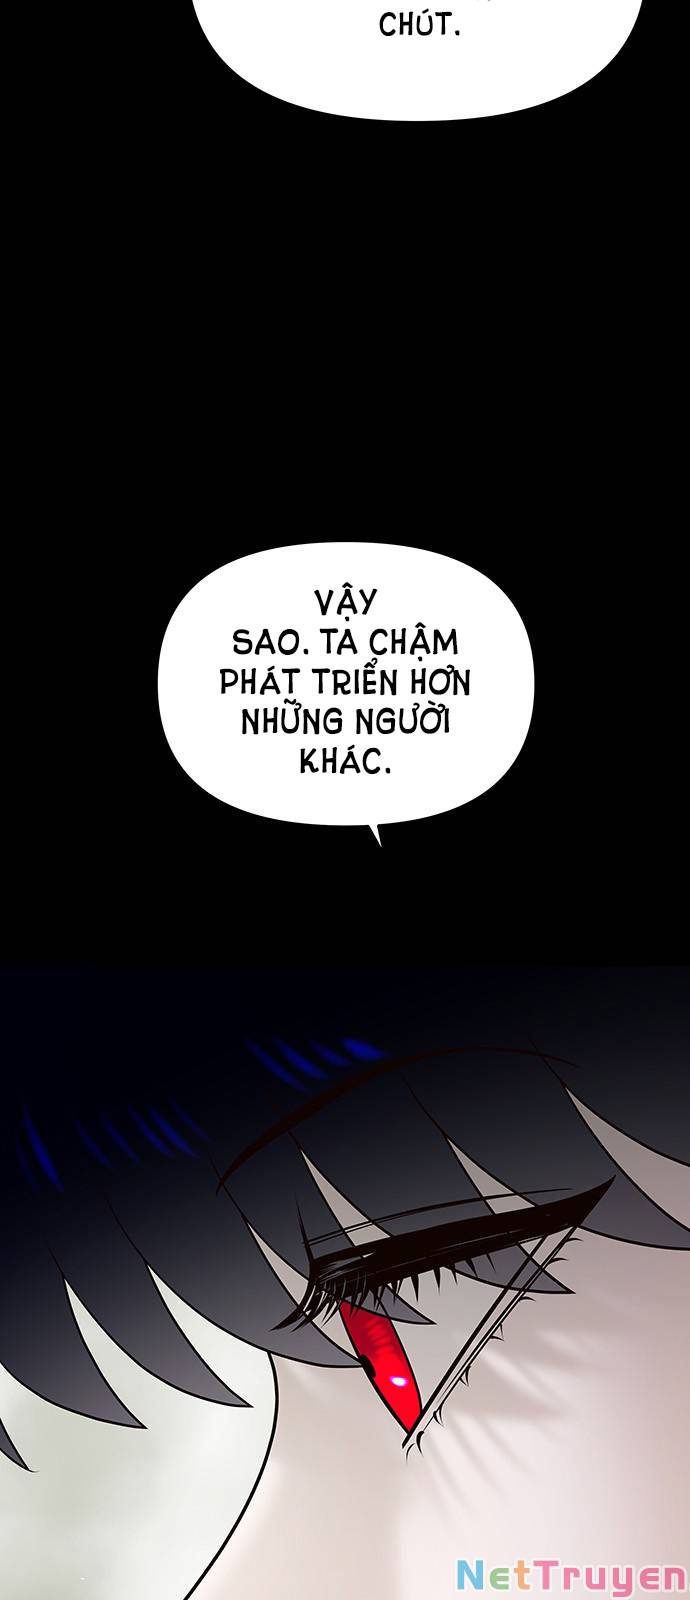 CHÚT.
VẬY
SAO. TA CHẬM
PHÁT TRIỂN HƠN
NHỮNG NGƯỜI
KHÁC.
NetTruyen